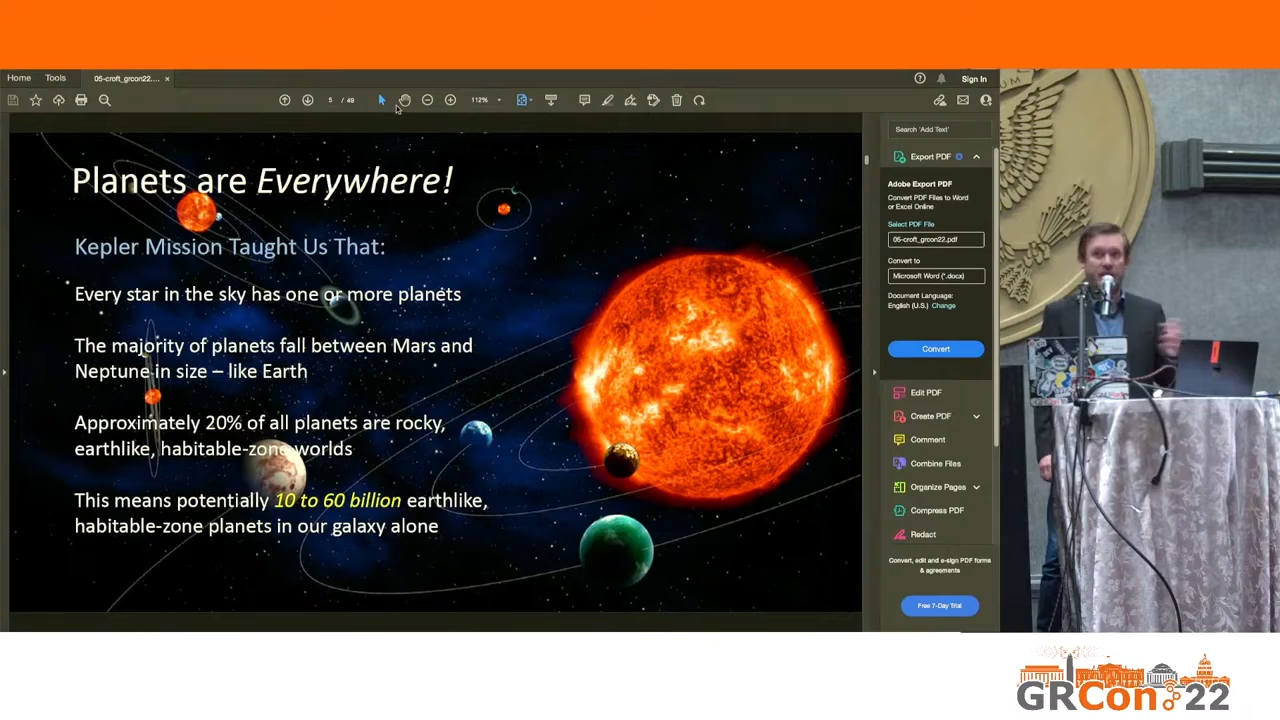 Home
Tools
05-croft_grcon22....
Sign In
5 / 49
112%
Planets are Everywhere!
Kepler Mission Taught Us That:
Every star in the sky has one or more planets
The majority of planets fall between Mars and
Neptune in size – like Earth
Approximately 20% of all planets are rocky,
earthlike, habitable-zone worlds
This means potentially 10 to 60 billion earthlike,
habitable-zone planets in our galaxy alone
Search 'Add Text'
Export PDF
Adobe Export PDF
Convert PDF Files to Word
or Excel Online
Select PDF File
05-croft_grcon22.pdf
Convert to
Microsoft Word (*.docx)
Document Language:
English (U.S.) Change
Convert
Edit PDF
Create PDF
Comment
Combine Files
Organize Pages
Compress PDF
Redact
Convert, edit and e-sign PDF forms
& agreements
Free 7-Day Trial
GRCon 22